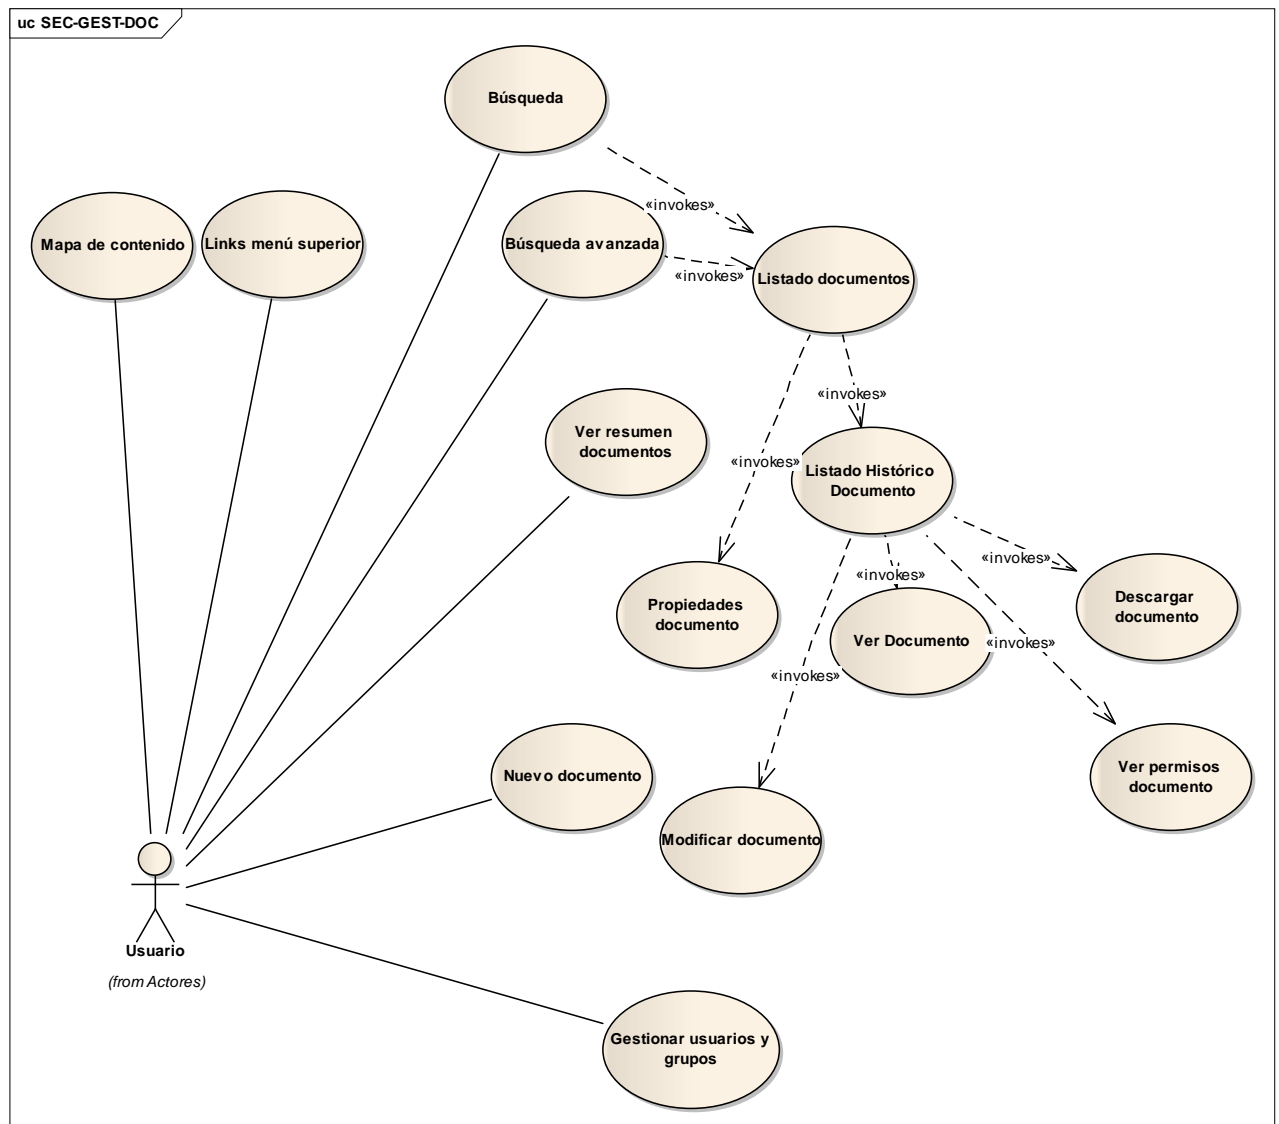 uc SEC-GEST-DOC
Búsqueda
«invokes»
Mapa de contenido
Links menú superior
Búsqueda avanzada
«invokes»
Listado documentos
«invokes»
Ver resumen
documentos
«invokes»
Listado Histórico
Documento
«invokes»
«invokes»
Propiedades
documento
Ver Documento
«invokes»
Descargar
documento
«invokes»
Nuevo documento
Ver permisos
documento
Modificar documento
Usuario
(from Actores)
Gestionar usuarios y
grupos